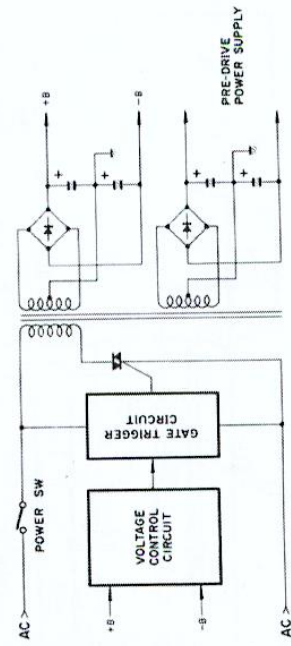 AC
POWER SW
+B
-B
VOLTAGE
CONTROL
CIRCUIT
GATE TRIGGER
CIRCUIT
AC
+
+
+B
-B
+
+
PRE-DRIVE
POWER SUPPLY